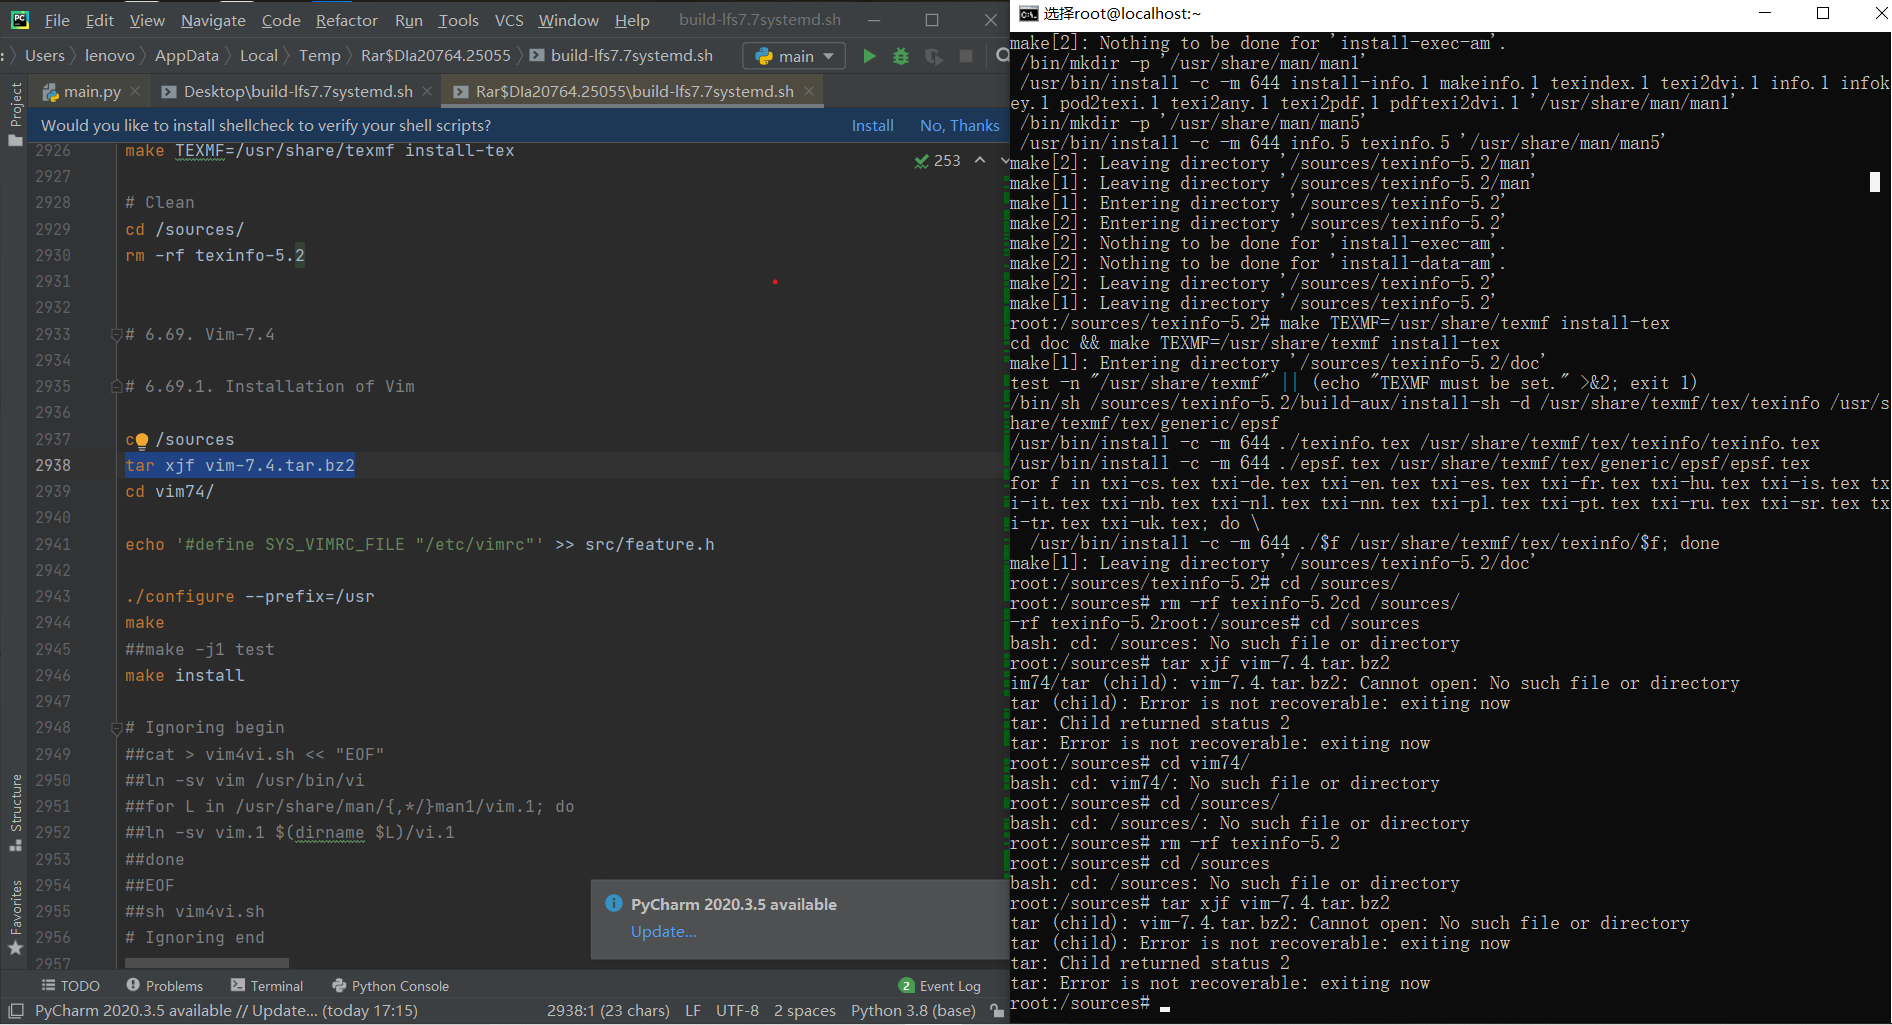 File Edit View Navigate Code Refactor Run Tools VCS Window Help build-lfs7.7systemd.sh
Users lenovo AppData Local Temp Rar$DIa20764.25055 build-lfs7.7systemd.sh main
main.py Desktop\build-lfs7.7systemd.sh Rar$DIa20764.25055\build-lfs7.7systemd.sh
Would you like to install shellcheck to verify your shell scripts? Install No, Thanks
253
Project
2926 make TEXMF=/usr/share/texmf install-tex
2927
2928 # Clean
2929 cd /sources/
2930 rm -rf texinfo-5.2
2931
2932
2933 # 6.69. Vim-7.4
2934
2935 # 6.69.1. Installation of Vim
2936
2937 c /sources
2938 tar xjf vim-7.4.tar.bz2
2939 cd vim74/
2940
2941 echo '#define SYS_VIMRC_FILE "/etc/vimrc"' >> src/feature.h
2942
2943 ./configure --prefix=/usr
2944 make
2945 ##make -j1 test
2946 make install
2947
2948 # Ignoring begin
2949 ##cat > vim4vi.sh << "EOF"
2950 ##ln -sv vim /usr/bin/vi
2951 ##for L in /usr/share/man/{,*/}man1/vim.1; do
2952 ##ln -sv vim.1 $(dirname $L)/vi.1
2953 ##done
2954 ##EOF
2955 ##sh vim4vi.sh
2956 # Ignoring end
2957
Structure
Favorites
PyCharm 2020.3.5 available
Update...
TODO Problems Terminal Python Console 2 Event Log
PyCharm 2020.3.5 available // Update... (today 17:15) 2938:1 (23 chars) LF UTF-8 2 spaces Python 3.8 (base)
选择root@localhost:~
make[2]: Nothing to be done for 'install-exec-am'.
/bin/mkdir -p '/usr/share/man/man1'
/usr/bin/install -c -m 644 install-info.1 makeinfo.1 texindex.1 texi2dvi.1 info.1 infok
ey.1 pod2texi.1 texi2any.1 texi2pdf.1 pdftexi2dvi.1 '/usr/share/man/man1'
/bin/mkdir -p '/usr/share/man/man5'
/usr/bin/install -c -m 644 info.5 texinfo.5 '/usr/share/man/man5'
make[2]: Leaving directory '/sources/texinfo-5.2/man'
make[1]: Leaving directory '/sources/texinfo-5.2/man'
make[1]: Entering directory '/sources/texinfo-5.2'
make[2]: Entering directory '/sources/texinfo-5.2'
make[2]: Nothing to be done for 'install-exec-am'.
make[2]: Nothing to be done for 'install-data-am'.
make[2]: Leaving directory '/sources/texinfo-5.2'
make[1]: Leaving directory '/sources/texinfo-5.2'
root:/sources/texinfo-5.2# make TEXMF=/usr/share/texmf install-tex
cd doc && make TEXMF=/usr/share/texmf install-tex
make[1]: Entering directory '/sources/texinfo-5.2/doc'
test -n "/usr/share/texmf" || (echo "TEXMF must be set." >&2; exit 1)
/bin/sh /sources/texinfo-5.2/build-aux/install-sh -d /usr/share/texmf/tex/texinfo /usr/s
hare/texmf/tex/generic/epsf
/usr/bin/install -c -m 644 ./texinfo.tex /usr/share/texmf/tex/texinfo/texinfo.tex
/usr/bin/install -c -m 644 ./epsf.tex /usr/share/texmf/tex/generic/epsf/epsf.tex
for f in txi-cs.tex txi-de.tex txi-en.tex txi-es.tex txi-fr.tex txi-hu.tex txi-is.tex tx
i-it.tex txi-nb.tex txi-nl.tex txi-nn.tex txi-pl.tex txi-pt.tex txi-ru.tex txi-sr.tex tx
i-tr.tex txi-uk.tex; do \
/usr/bin/install -c -m 644 ./$f /usr/share/texmf/tex/texinfo/$f; done
make[1]: Leaving directory '/sources/texinfo-5.2/doc'
root:/sources/texinfo-5.2# cd /sources/
root:/sources# rm -rf texinfo-5.2cd /sources/
-rf texinfo-5.2root:/sources# cd /sources
bash: cd: /sources: No such file or directory
root:/sources# tar xjf vim-7.4.tar.bz2
im74/tar (child): vim-7.4.tar.bz2: Cannot open: No such file or directory
tar (child): Error is not recoverable: exiting now
tar: Child returned status 2
tar: Error is not recoverable: exiting now
root:/sources# cd vim74/
bash: cd: vim74/: No such file or directory
root:/sources# cd /sources/
bash: cd: /sources/: No such file or directory
root:/sources# rm -rf texinfo-5.2
root:/sources# cd /sources
bash: cd: /sources: No such file or directory
root:/sources# tar xjf vim-7.4.tar.bz2
tar (child): vim-7.4.tar.bz2: Cannot open: No such file or directory
tar (child): Error is not recoverable: exiting now
tar: Child returned status 2
tar: Error is not recoverable: exiting now
root:/sources#